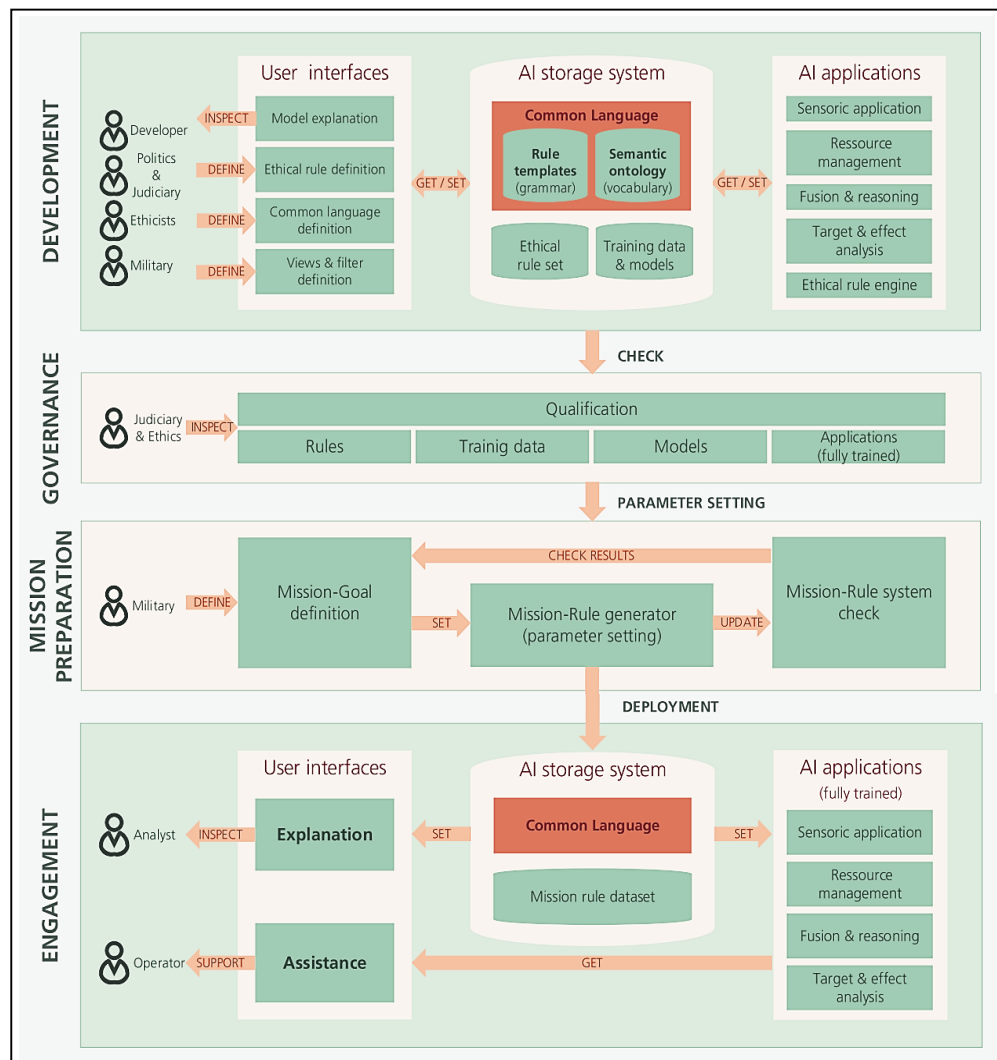 DEVELOPMENT
User interfaces
AI storage system
AI applications
Developer
Politics
&
Judiciary
Ethicists
Military
INSPECT
DEFINE
DEFINE
DEFINE
Model explanation
Ethical rule definition
Common language
definition
Views & filter
definition
GET / SET
Common Language
Rule
templates
(grammar)
Semantic
ontology
(vocabulary)
Ethical
rule set
Training data
& models
GET / SET
Sensoric application
Ressource
management
Fusion & reasoning
Target & effect
analysis
Ethical rule engine
CHECK
GOVERNANCE
Judiciary
& Ethics
INSPECT
Qualification
Rules
Trainig data
Models
Applications
(fully trained)
PARAMETER SETTING
MISSION
PREPARATION
Military
DEFINE
Mission-Goal
definition
CHECK RESULTS
SET
Mission-Rule generator
(parameter setting)
UPDATE
Mission-Rule system
check
DEPLOYMENT
ENGAGEMENT
User interfaces
AI storage system
AI applications
(fully trained)
Analyst
INSPECT
Explanation
SET
Common Language
SET
Mission rule dataset
Sensoric application
Ressource
management
Fusion & reasoning
Target & effect
analysis
Operator
SUPPORT
Assistance
GET